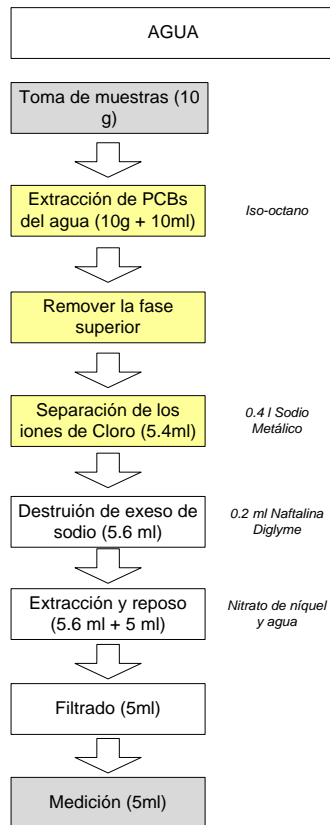 AGUA
Toma de muestras (10
g)
Extracción de PCBs
del agua (10g + 10ml)
Iso-octano
Remover la fase
superior
Separación de los
iones de Cloro (5.4ml)
0.4 l Sodio
Metálico
Destruión de exeso de
sodio (5.6 ml)
0.2 ml Naftalina
Diglyme
Extracción y reposo
(5.6 ml + 5 ml)
Nitrato de níquel
y agua
Filtrado (5ml)
Medición (5ml)